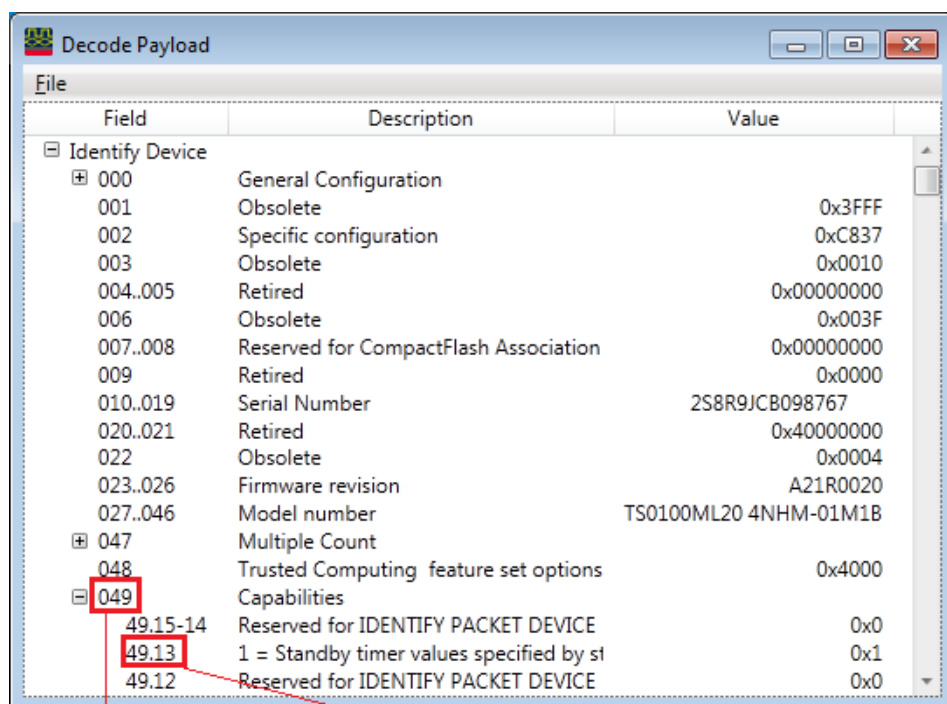 Decode Payload
File
Field Description Value
Identify Device
000 General Configuration
001 Obsolete 0x3FFF
002 Specific configuration 0xC837
003 Obsolete 0x0010
004..005 Retired 0x00000000
006 Obsolete 0x003F
007..008 Reserved for CompactFlash Association 0x00000000
009 Retired 0x0000
010..019 Serial Number 2S8R9JCB098767
020..021 Retired 0x40000000
022 Obsolete 0x0004
023..026 Firmware revision A21R0020
027..046 Model number TS0100ML20 4NHM-01M1B
047 Multiple Count
048 Trusted Computing feature set options 0x4000
049 Capabilities
49.15-14 Reserved for IDENTIFY PACKET DEVICE 0x0
49.13 1 = Standby timer values specified by st 0x1
49.12 Reserved for IDENTIFY PACKET DEVICE 0x0